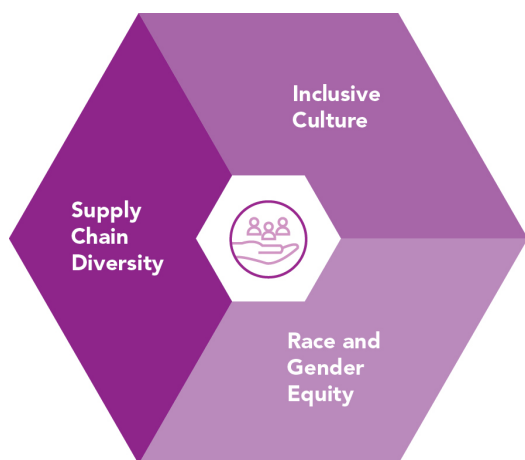 Inclusive
Culture
Supply
Chain
Diversity
Race and
Gender
Equity